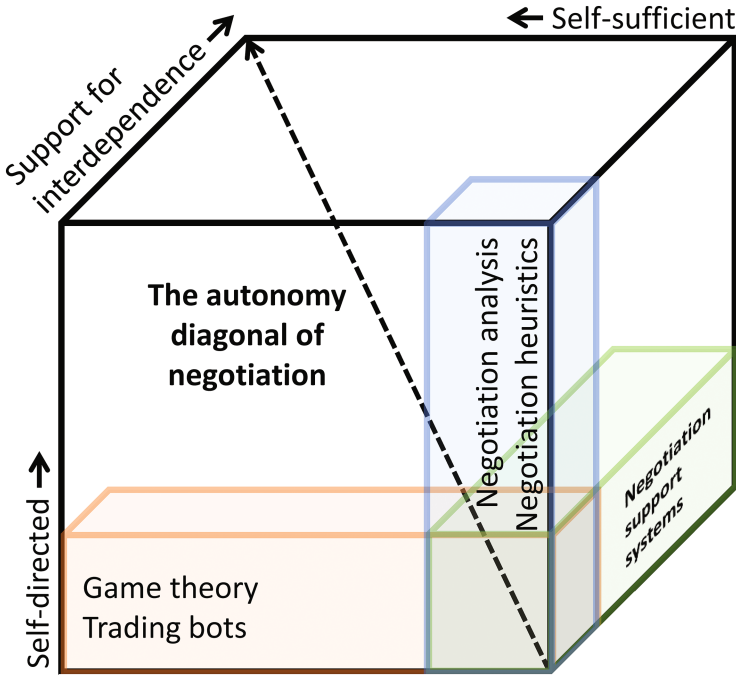 Self-sufficient
Support for
interdependence
The autonomy
diagonal of
negotiation
Negotiation analysis
Negotiation heuristics
Negotiation
support
systems
Self-directed
Game theory
Trading bots